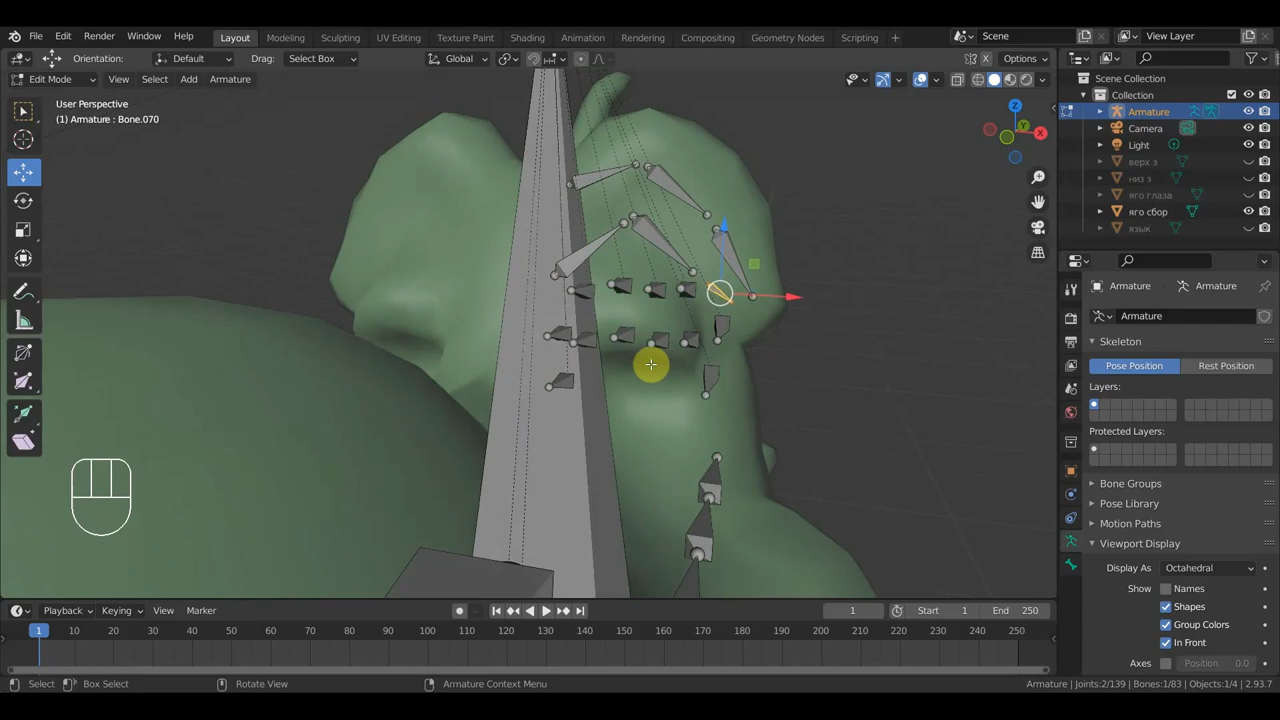 File Edit Render Window Help Layout Modeling Sculpting UV Editing Texture Paint Shading Animation Rendering Compositing Geometry Nodes Scripting + Scene View Layer
Orientation: Default Drag: Select Box Global Options
Edit Mode View Select Add Armature
User Perspective
(1) Armature : Bone.070
Z
Y
X
X
Scene Collection
Collection
Armature
Camera
Light
верх з
низ з
яго глаза
яго сбор
язык
Armature Armature
Armature
Skeleton
Pose Position Rest Position
Layers:
Protected Layers:
Bone Groups
Pose Library
Motion Paths
Viewport Display
Display As Octahedral
Show Names
Shapes
Group Colors
In Front
Axes Position 0.0
Playback Keying View Marker 1 Start 1 End 250
1 10 20 30 40 50 60 70 80 90 100 110 120 130 140 150 160 170 180 190 200 210 220 230 240 250
Select Box Select Rotate View Armature Context Menu Armature | Joints:2/139 | Bones:1/83 | Objects:1/4 | 2.93.7